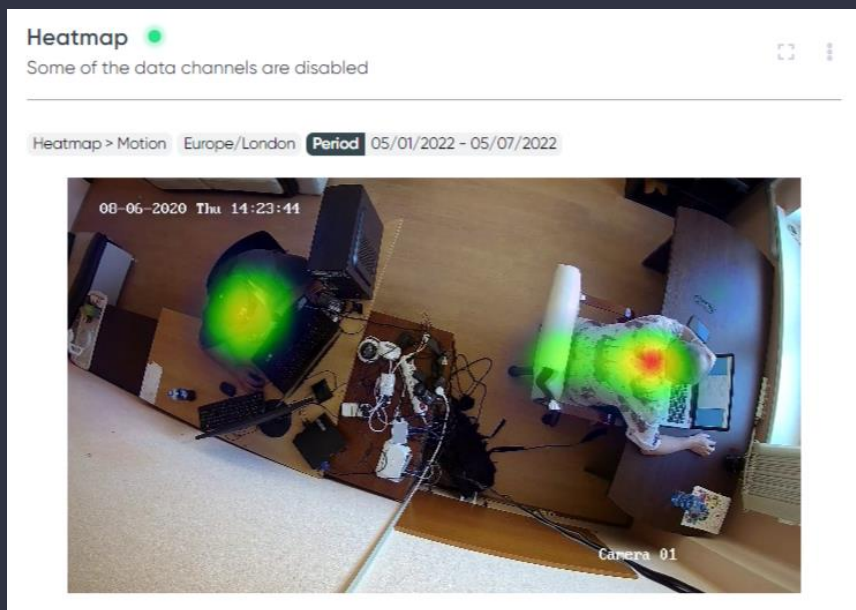 Heatmap
Some of the data channels are disabled
Heatmap > Motion Europe/London Period 05/01/2022 - 05/07/2022
08-06-2020 Thu 14:23:44
Camera 01